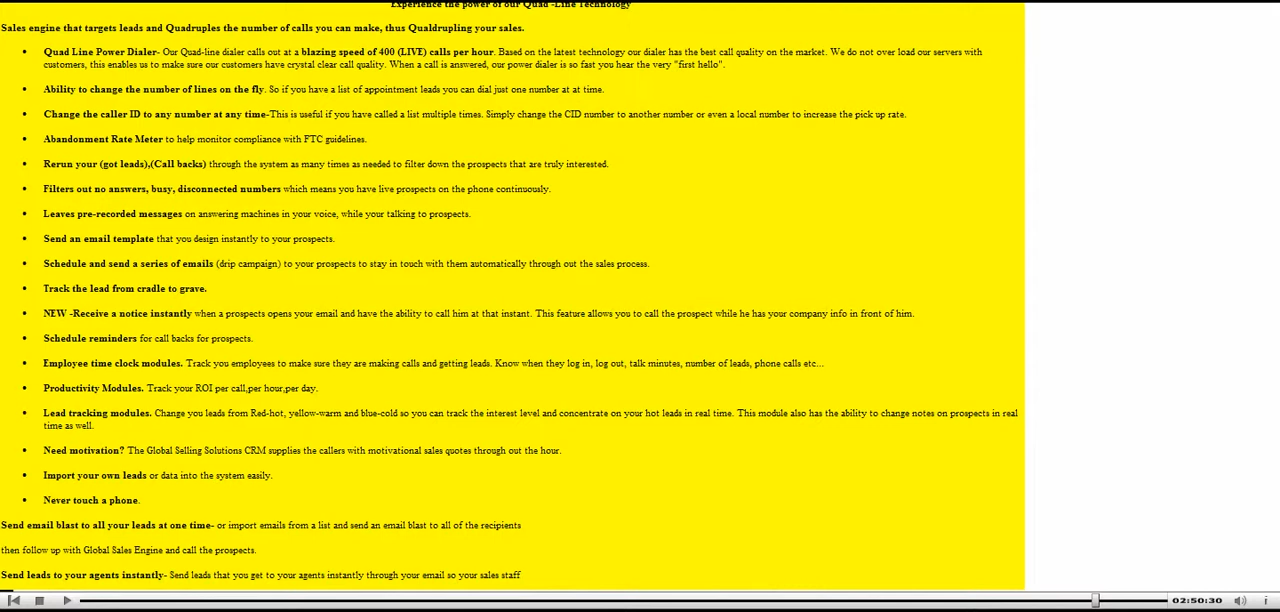 Experience the power of our Quad -Line Technology
Sales engine that targets leads and Quadruples the number of calls you can make, thus Qualdrupling your sales.
• Quad Line Power Dialer- Our Quad-line dialer calls out at a blazing speed of 400 (LIVE) calls per hour. Based on the latest technology our dialer has the best call quality on the market. We do not over load our servers with
customers, this enables us to make sure our customers have crystal clear call quality. When a call is answered, our power dialer is so fast you hear the very "first hello".
• Ability to change the number of lines on the fly. So if you have a list of appointment leads you can dial just one number at at time.
• Change the caller ID to any number at any time-This is useful if you have called a list multiple times. Simply change the CID number to another number or even a local number to increase the pick up rate.
• Abandonment Rate Meter to help monitor compliance with FTC guidelines.
• Rerun your (got leads),(Call backs) through the system as many times as needed to filter down the prospects that are truly interested.
• Filters out no answers, busy, disconnected numbers which means you have live prospects on the phone continuously.
• Leaves pre-recorded messages on answering machines in your voice, while your talking to prospects.
• Send an email template that you design instantly to your prospects.
• Schedule and send a series of emails (drip campaign) to your prospects to stay in touch with them automatically through out the sales process.
• Track the lead from cradle to grave.
• NEW -Receive a notice instantly when a prospects opens your email and have the ability to call him at that instant. This feature allows you to call the prospect while he has your company info in front of him.
• Schedule reminders for call backs for prospects.
• Employee time clock modules. Track you employees to make sure they are making calls and getting leads. Know when they log in, log out, talk minutes, number of leads, phone calls etc...
• Productivity Modules. Track your ROI per call,per hour,per day.
• Lead tracking modules. Change you leads from Red-hot, yellow-warm and blue-cold so you can track the interest level and concentrate on your hot leads in real time. This module also has the ability to change notes on prospects in real
time as well.
• Need motivation? The Global Selling Solutions CRM supplies the callers with motivational sales quotes through out the hour.
• Import your own leads or data into the system easily.
• Never touch a phone.
Send email blast to all your leads at one time- or import emails from a list and send an email blast to all of the recipients
then follow up with Global Sales Engine and call the prospects.
Send leads to your agents instantly- Send leads that you get to your agents instantly through your email so your sales staff
02:50:30